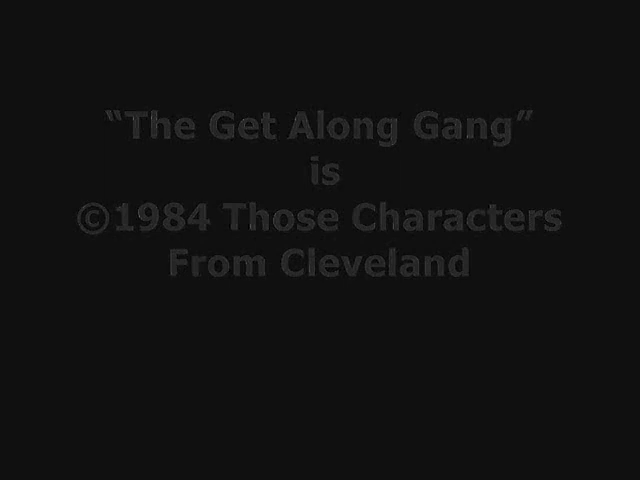 “The Get Along Gang”
is
©1984 Those Characters
From Cleveland